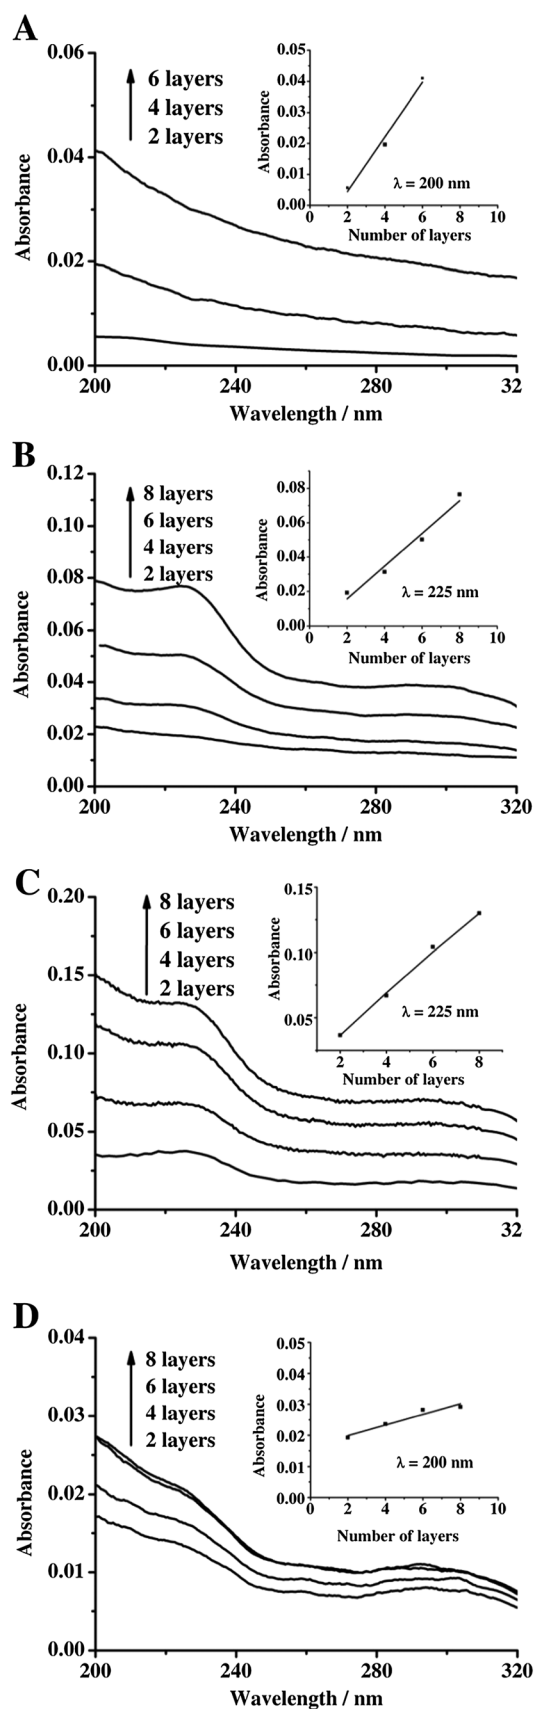 A
0.06
0.04
0.02
0.00
Absorbance
6 layers
4 layers
2 layers
200 240 280 32
Wavelength / nm
0.05
0.04
0.03
0.02
0.01
0.00
Absorbance
λ = 200 nm
0 2 4 6 8 10
Number of layers
B
0.12
0.10
0.08
0.06
0.04
0.02
0.00
Absorbance
8 layers
6 layers
4 layers
2 layers
200 240 280 320
Wavelength / nm
0.08
0.06
0.04
0.02
0.00
Absorbance
λ = 225 nm
0 2 4 6 8 10
Number of layers
C
0.20
0.15
0.10
0.05
0.00
Absorbance
8 layers
6 layers
4 layers
2 layers
200 240 280 32
Wavelength / nm
0.15
0.10
0.05
Absorbance
λ = 225 nm
2 4 6 8
Number of layers
D
0.04
0.03
0.02
0.01
0.00
Absorbance
8 layers
6 layers
4 layers
2 layers
200 240 280 320
Wavelength / nm
0.05
0.04
0.03
0.02
0.01
0.00
Absorbance
λ = 200 nm
0 2 4 6 8 10
Number of layers